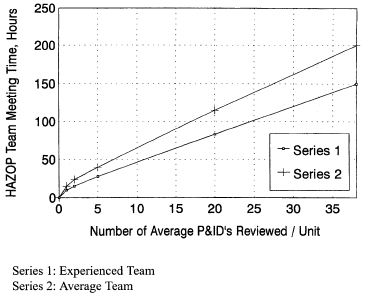 250
200
150
100
50
0
HAZOP Team Meeting Time, Hours
0 5 10 15 20 25 30 35
Number of Average P&ID's Reviewed / Unit
Series 1
Series 2
Series 1: Experienced Team
Series 2: Average Team